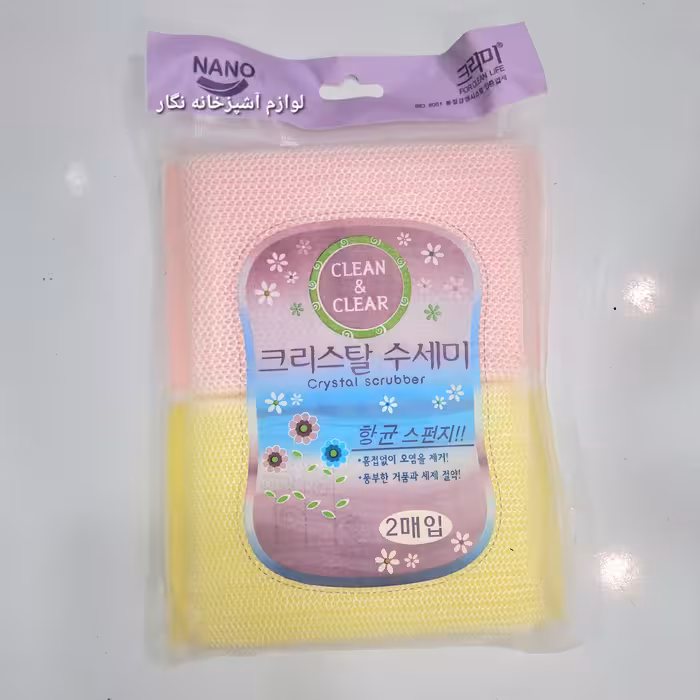 NANO
لوازم آشپزخانه نگار
크리미®
FOR CLEAN LIFE
CLEAN
&
CLEAR
크리스탈 수세미
Crystal scrubber
항균 스펀지!!
•흠집없이 오염을 제거!
•풍부한 거품과 세제 절약!
2매입